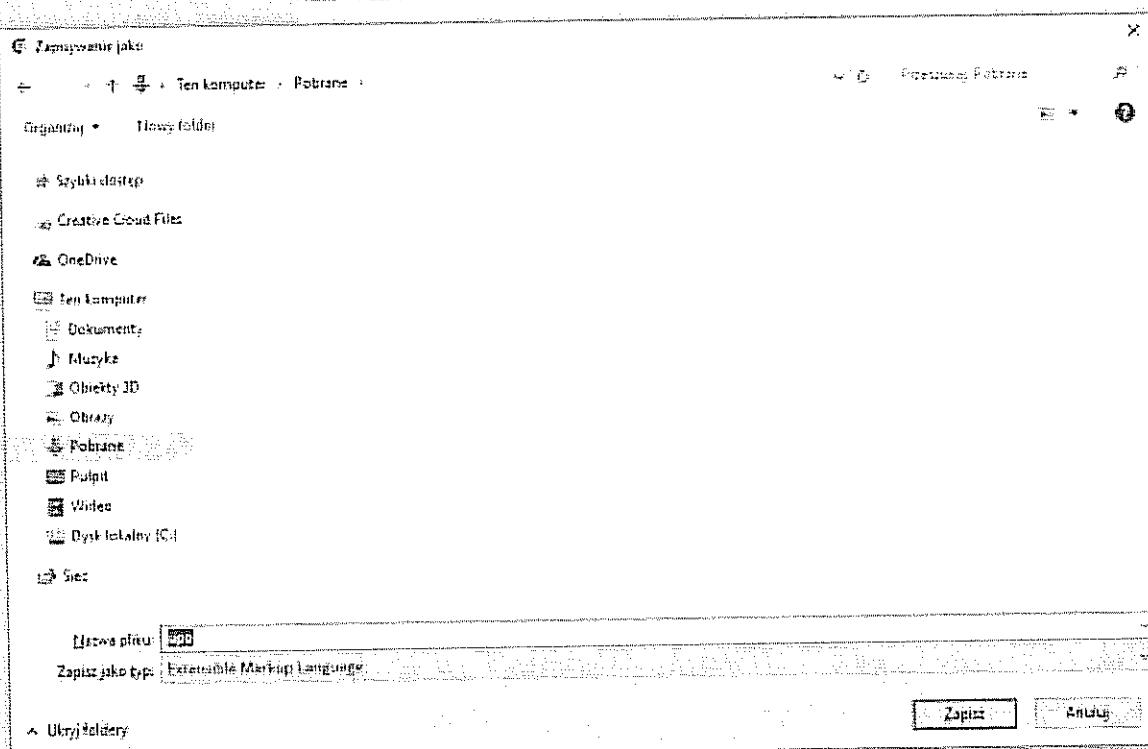 Zapisywanie jako
Ten komputer › Pobrane ›
Przeszukaj: Pobrane
Organizuj
Nowy folder
Szybki dostęp
Creative Cloud Files
OneDrive
Ten komputer
Dokumenty
Muzyka
Obiekty 3D
Obrazy
Pobrane
Pulpit
Wideo
Dysk lokalny (C:)
Sieć
Nazwa pliku:
Zapisz jako typ: Extensible Markup Language
Zapisz
Anuluj
Ukryj foldery